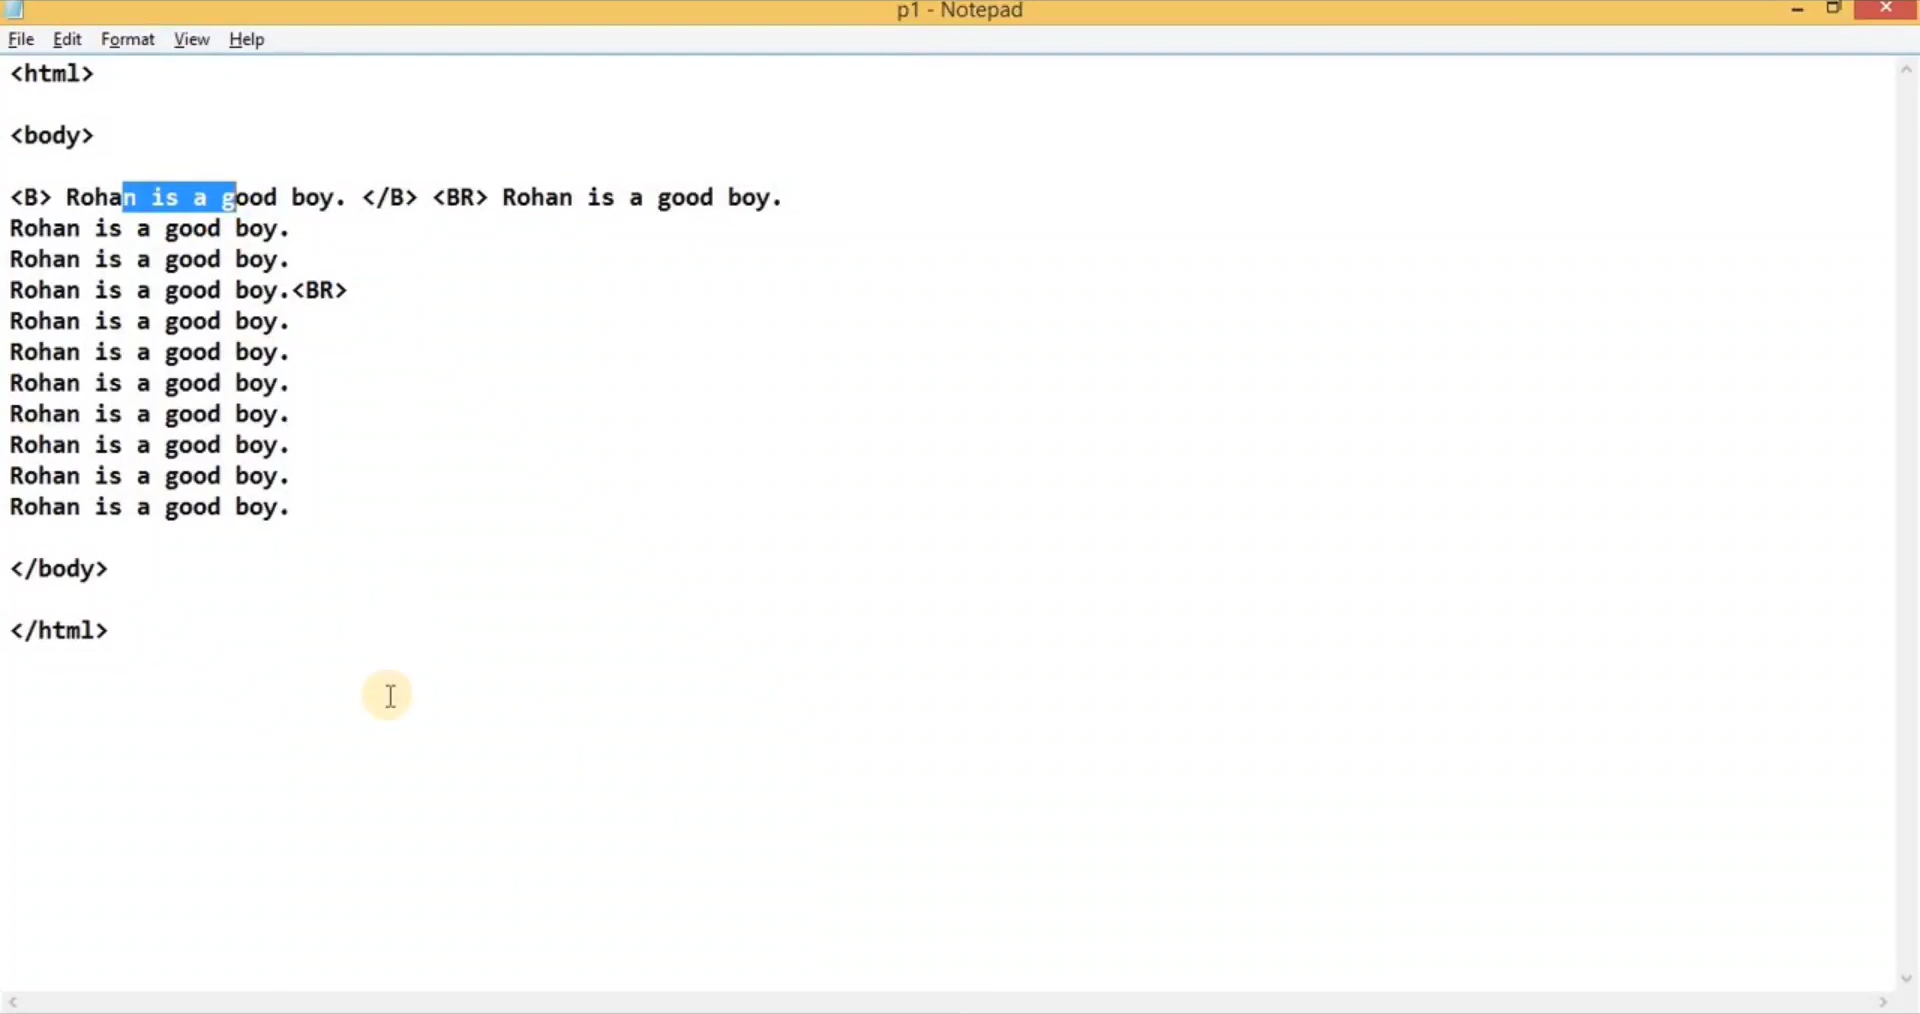 p1 - Notepad
File Edit Format View Help
<html>
<body>
<B> Rohan is a good boy. </B> <BR> Rohan is a good boy.
Rohan is a good boy.
Rohan is a good boy.
Rohan is a good boy.<BR>
Rohan is a good boy.
Rohan is a good boy.
Rohan is a good boy.
Rohan is a good boy.
Rohan is a good boy.
Rohan is a good boy.
Rohan is a good boy.
</body>
</html>